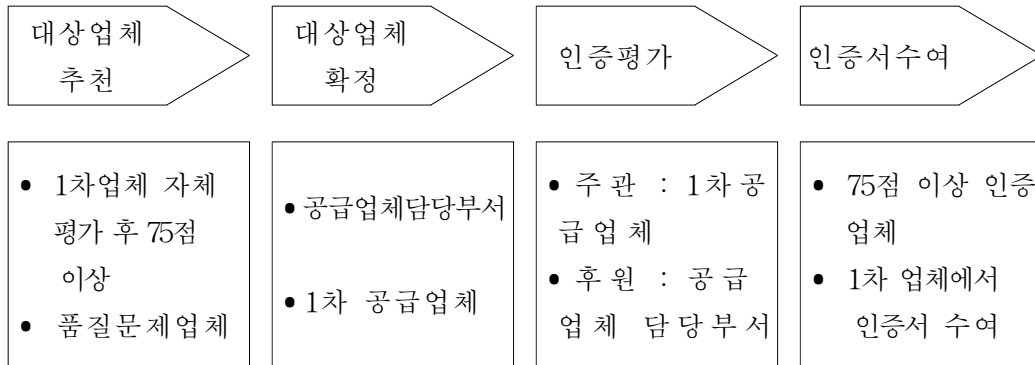 대상업체
추천
대상업체
확정
인증평가
인증서수여
• 1차업체 자체
평가 후 75점
이상
• 품질문제업체
• 공급업체담당부서
• 1차 공급업체
• 주관 : 1차공
급업체
• 후원 : 공급
업체 담당부서
• 75점 이상 인증
업체
• 1차 업체에서
인증서 수여